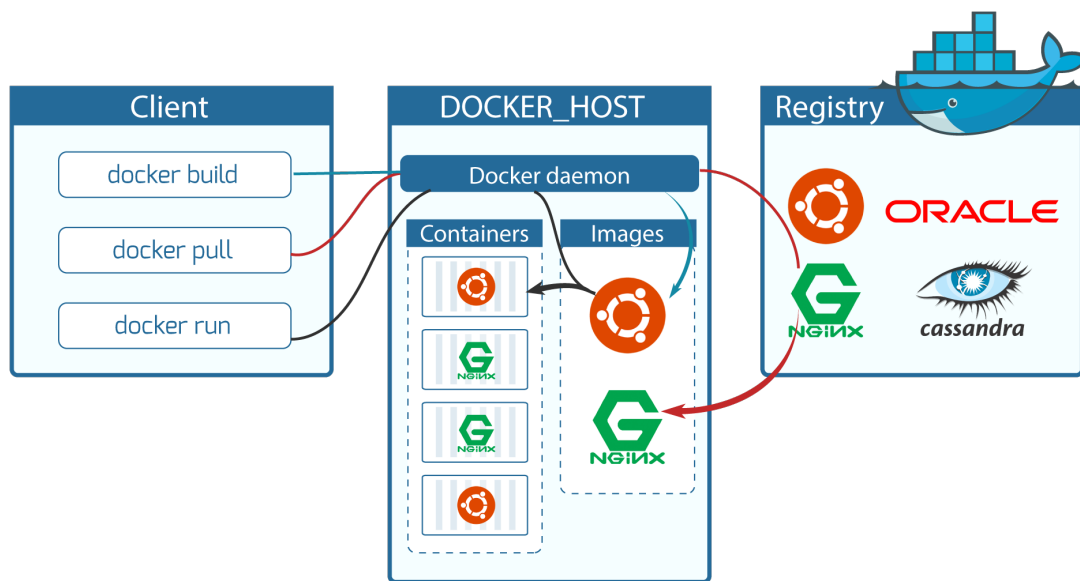 Client
docker build
docker pull
docker run
DOCKER_HOST
Docker daemon
Containers
NGiNX
NGiNX
Images
NGiNX
Registry
ORACLE
NGiNX
cassandra